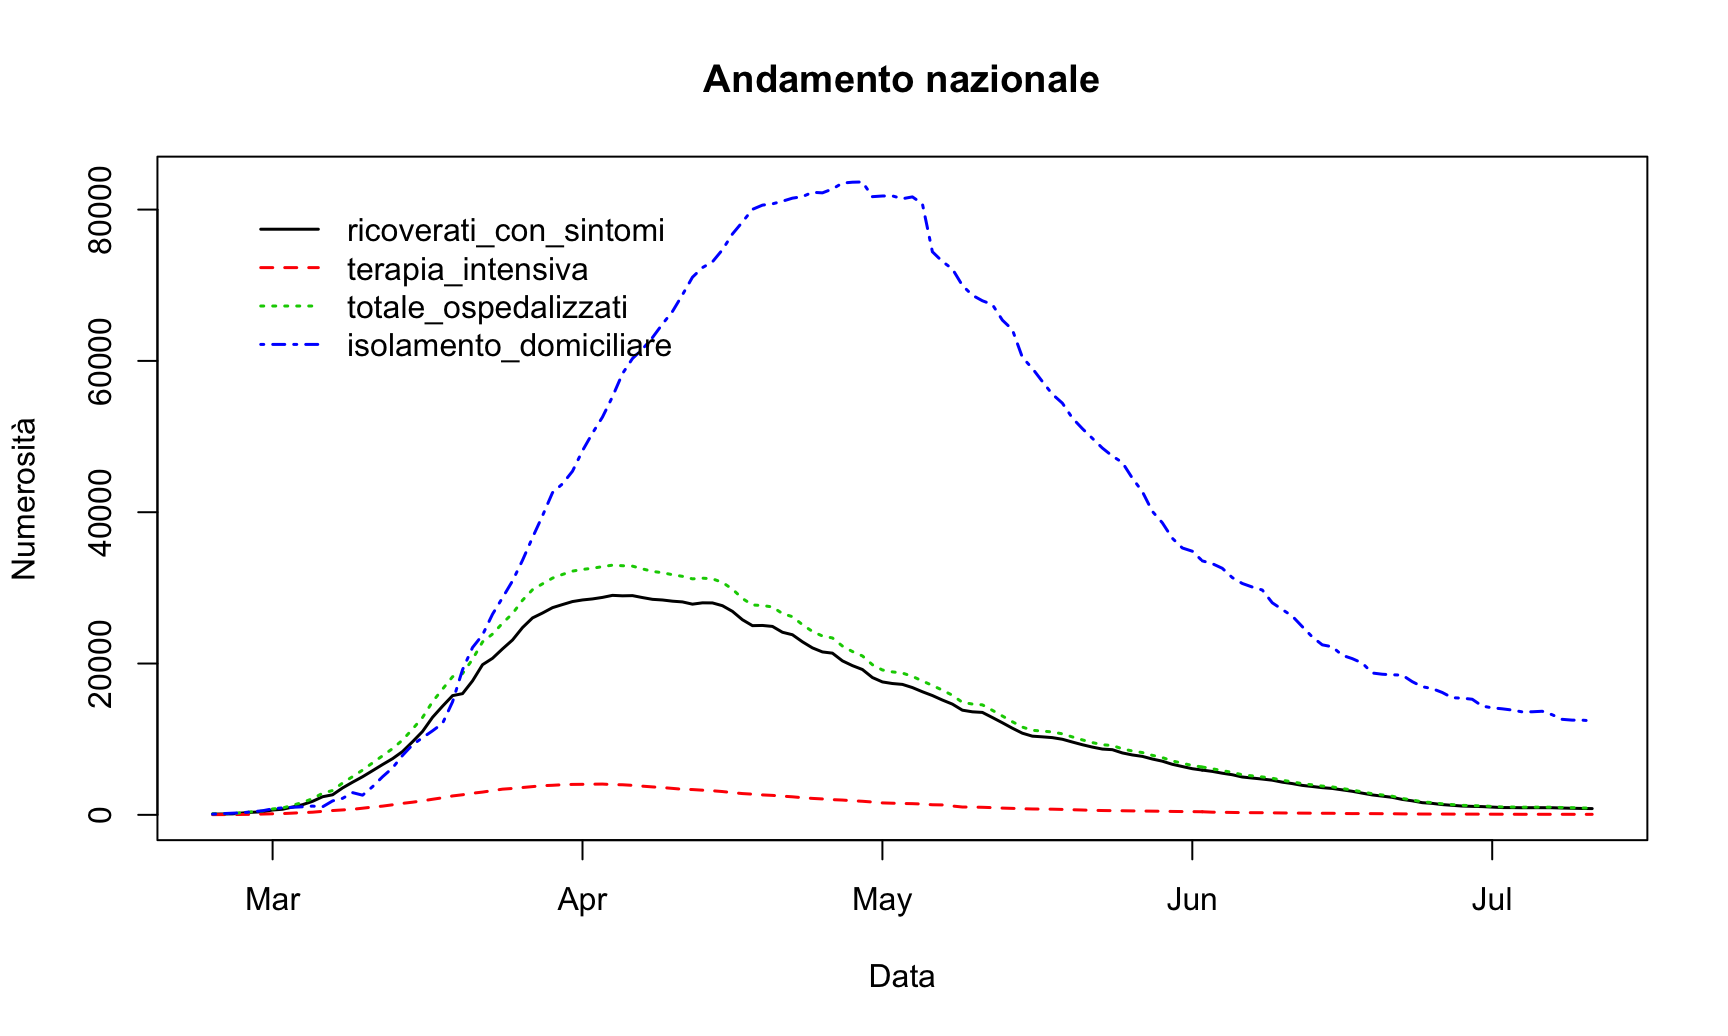 Andamento nazionale
ricoverati_con_sintomi
terapia_intensiva
totale_ospedalizzati
isolamento_domiciliare
Numerosità
80000
60000
40000
20000
0
Mar Apr May Jun Jul
Data